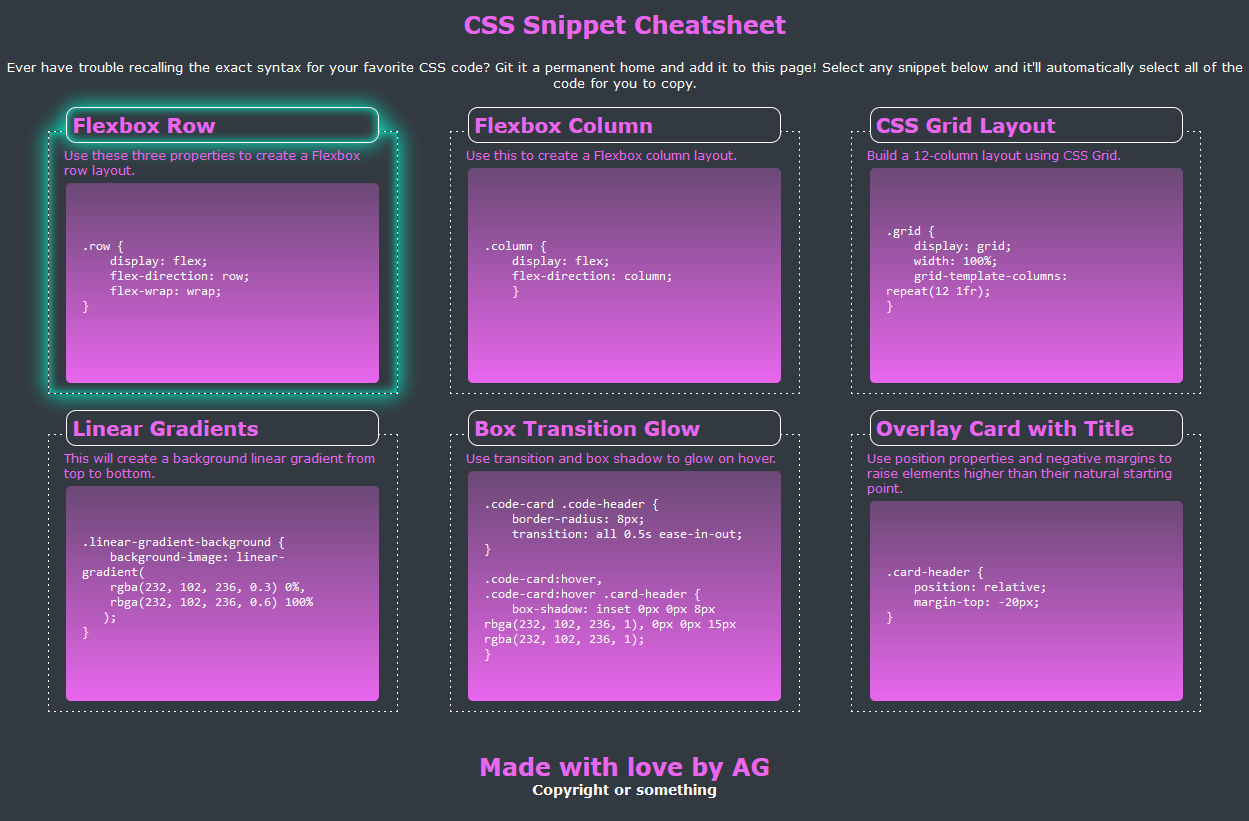 CSS Snippet Cheatsheet
Ever have trouble recalling the exact syntax for your favorite CSS code? Git it a permanent home and add it to this page! Select any snippet below and it'll automatically select all of the
code for you to copy.
Flexbox Row
Use these three properties to create a Flexbox
row layout.
.row {
    display: flex;
    flex-direction: row;
    flex-wrap: wrap;
}
Flexbox Column
Use this to create a Flexbox column layout.
.column {
    display: flex;
    flex-direction: column;
    }
CSS Grid Layout
Build a 12-column layout using CSS Grid.
.grid {
    display: grid;
    width: 100%;
    grid-template-columns:
repeat(12 1fr);
}
Linear Gradients
This will create a background linear gradient from
top to bottom.
.linear-gradient-background {
    background-image: linear-
gradient(
    rgba(232, 102, 236, 0.3) 0%,
    rbga(232, 102, 236, 0.6) 100%
   );
}
Box Transition Glow
Use transition and box shadow to glow on hover.
.code-card .code-header {
    border-radius: 8px;
    transition: all 0.5s ease-in-out;
}
.code-card:hover,
.code-card:hover .card-header {
    box-shadow: inset 0px 0px 8px
rbga(232, 102, 236, 1), 0px 0px 15px
rgba(232, 102, 236, 1);
}
Overlay Card with Title
Use position properties and negative margins to
raise elements higher than their natural starting
point.
.card-header {
    position: relative;
    margin-top: -20px;
}
Made with love by AG
Copyright or something